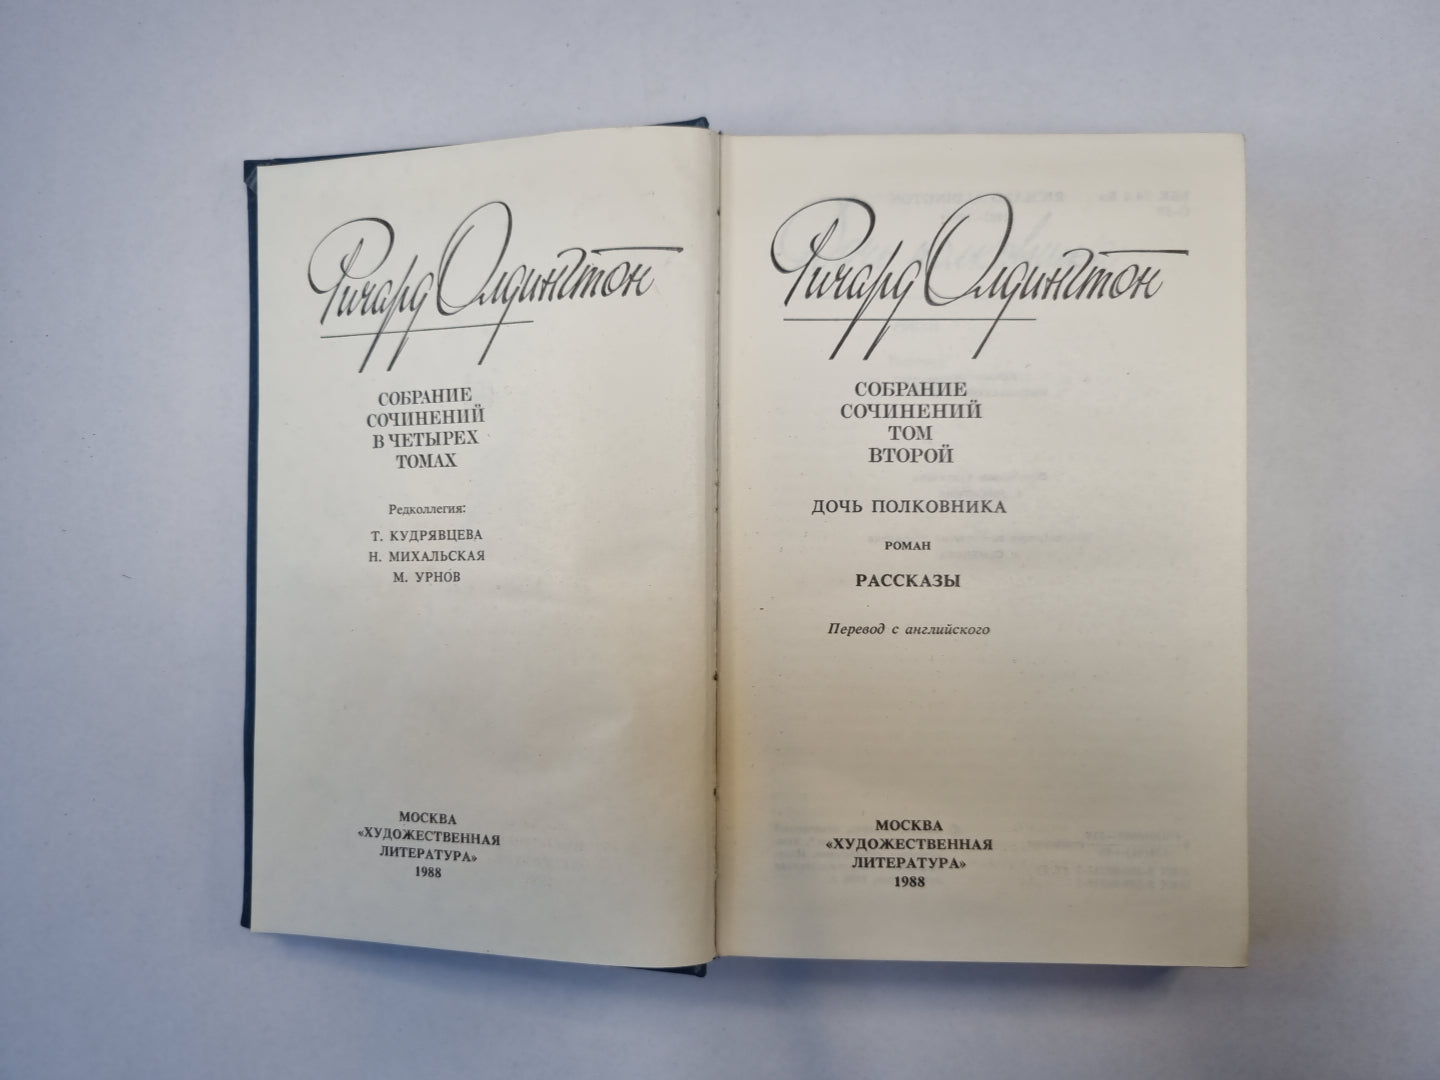 Ричард Олдингтон
СОБРАНИЕ
СОЧИНЕНИЙ
В ЧЕТЫРЕХ
ТОМАХ
Редколлегия:
Т. КУДРЯВЦЕВА
Н. МИХАЛЬСКАЯ
М. УРНОВ
МОСКВА
«ХУДОЖЕСТВЕННАЯ
ЛИТЕРАТУРА»
1988
Ричард Олдингтон
СОБРАНИЕ
СОЧИНЕНИЙ
ТОМ
ВТОРОЙ
ДОЧЬ ПОЛКОВНИКА
РОМАН
РАССКАЗЫ
Перевод с английского
МОСКВА
«ХУДОЖЕСТВЕННАЯ
ЛИТЕРАТУРА»
1988